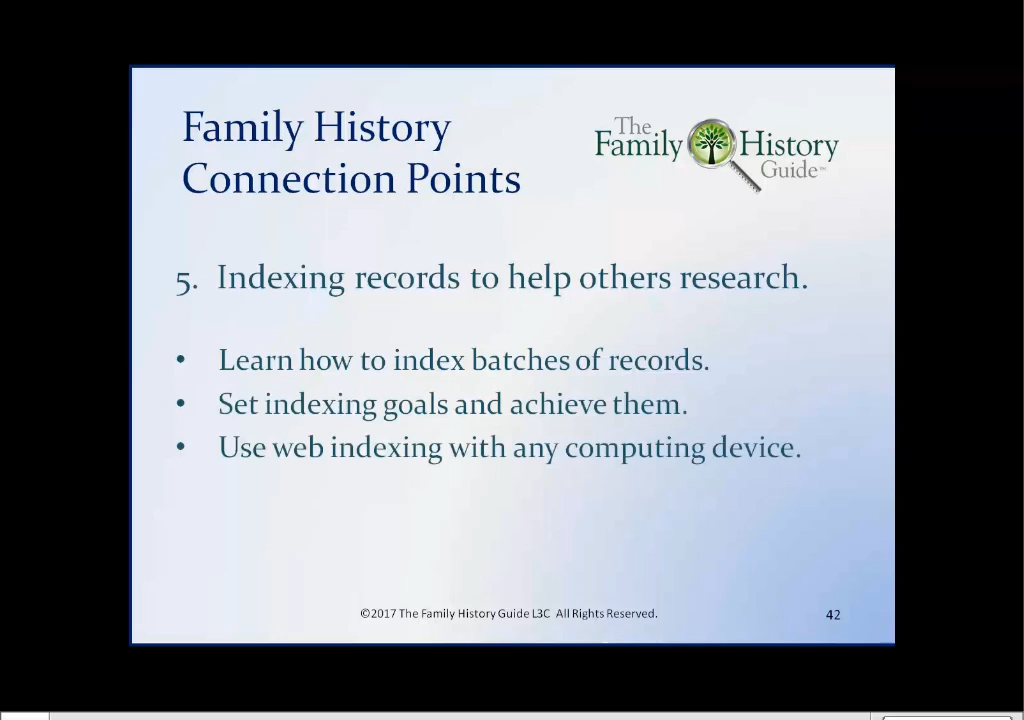 Family History
Connection Points
The
Family History
Guide™
5. Indexing records to help others research.
• Learn how to index batches of records.
• Set indexing goals and achieve them.
• Use web indexing with any computing device.
©2017 The Family History Guide L3C All Rights Reserved.
42